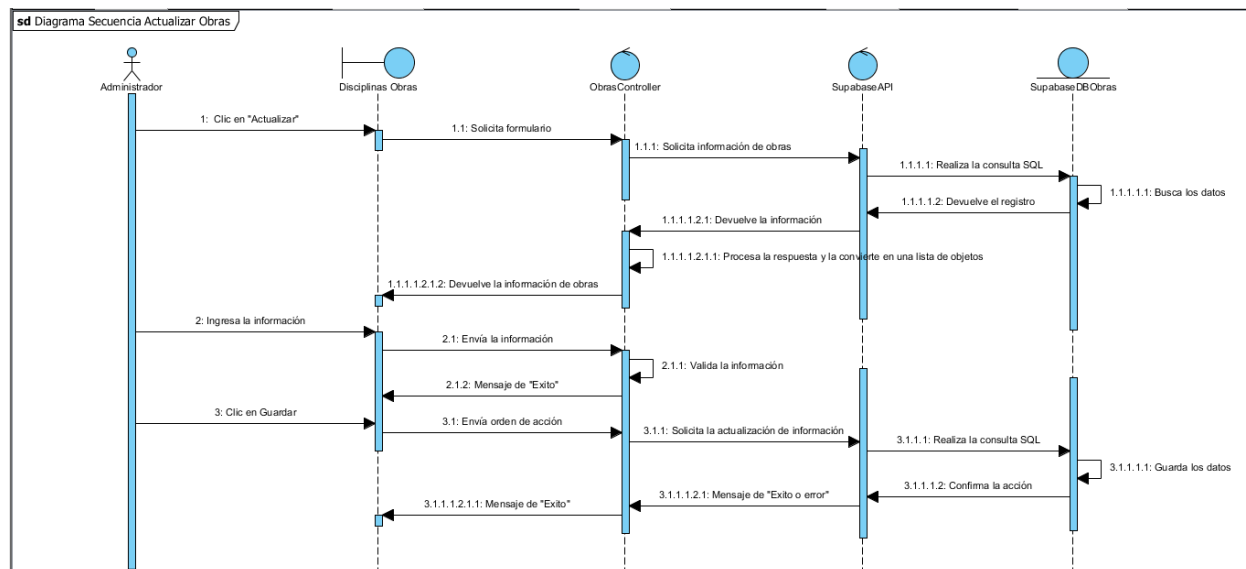 sd Diagrama Secuencia Actualizar Obras
Administrador
Disciplinas Obras
ObrasController
SupabaseAPI
SupabaseDBObras
1: Clic en "Actualizar"
1.1: Solicita formulario
1.1.1: Solicita información de obras
1.1.1.1: Realiza la consulta SQL
1.1.1.1.1: Busca los datos
1.1.1.1.2: Devuelve el registro
1.1.1.1.2.1: Devuelve la información
1.1.1.1.2.1.1: Procesa la respuesta y la convierte en una lista de objetos
1.1.1.1.2.1.2: Devuelve la información de obras
2: Ingresa la información
2.1: Envía la información
2.1.1: Valida la información
2.1.2: Mensaje de "Exito"
3: Clic en Guardar
3.1: Envía orden de acción
3.1.1: Solicita la actualización de información
3.1.1.1: Realiza la consulta SQL
3.1.1.1.1: Guarda los datos
3.1.1.1.2: Confirma la acción
3.1.1.1.2.1: Mensaje de "Exito o error"
3.1.1.1.2.1.1: Mensaje de "Exito"